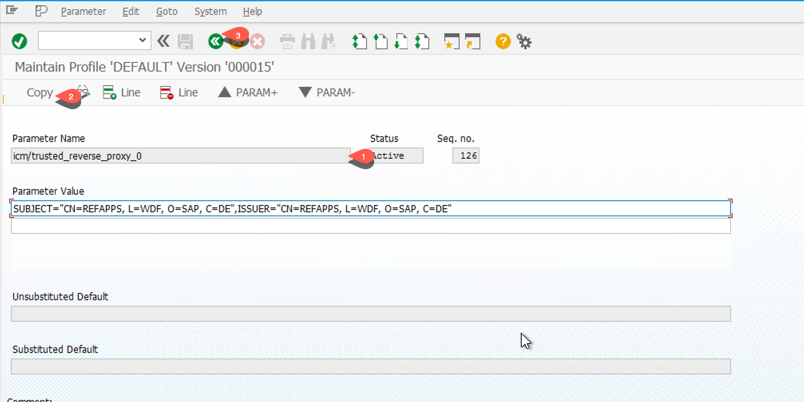 Parameter Edit Goto System Help
3
Maintain Profile 'DEFAULT' Version '000015'
Copy 2 Line Line PARAM+ PARAM-
Parameter Name Status Seq. no.
icm/trusted_reverse_proxy_0 1 Active 126
Parameter Value
SUBJECT="CN=REFAPPS, L=WDF, O=SAP, C=DE",ISSUER="CN=REFAPPS, L=WDF, O=SAP, C=DE"
Unsubstituted Default
Substituted Default
Comment: